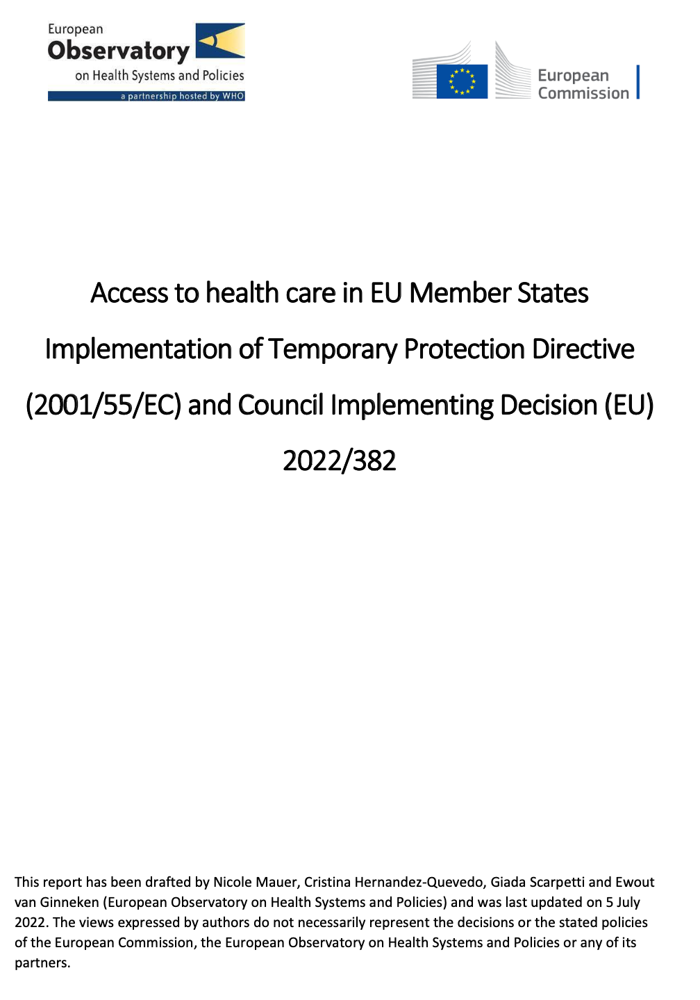 European
Observatory
on Health Systems and Policies
a partnership hosted by WHO
European
Commission
Access to health care in EU Member States
Implementation of Temporary Protection Directive
(2001/55/EC) and Council Implementing Decision (EU)
2022/382
This report has been drafted by Nicole Mauer, Cristina Hernandez-Quevedo, Giada Scarpetti and Ewout
van Ginneken (European Observatory on Health Systems and Policies) and was last updated on 5 July
2022. The views expressed by authors do not necessarily represent the decisions or the stated policies
of the European Commission, the European Observatory on Health Systems and Policies or any of its
partners.